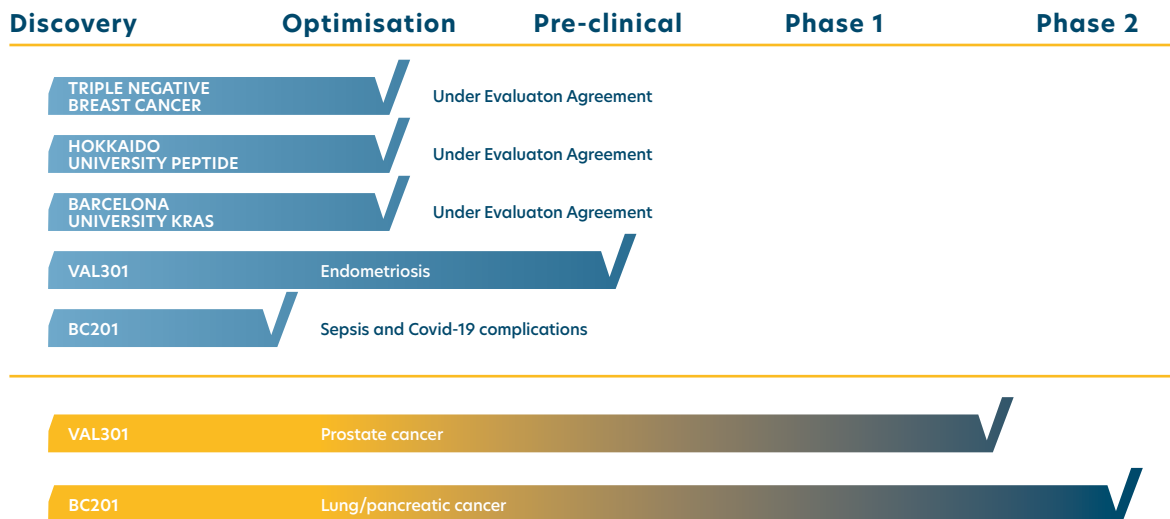 Discovery Optimisation Pre-clinical Phase 1 Phase 2
TRIPLE NEGATIVE
BREAST CANCER
Under Evaluaton Agreement
HOKKAIDO
UNIVERSITY PEPTIDE
Under Evaluaton Agreement
BARCELONA
UNIVERSITY KRAS
Under Evaluaton Agreement
VAL301 Endometriosis
BC201 Sepsis and Covid-19 complications
VAL301 Prostate cancer
BC201 Lung/pancreatic cancer